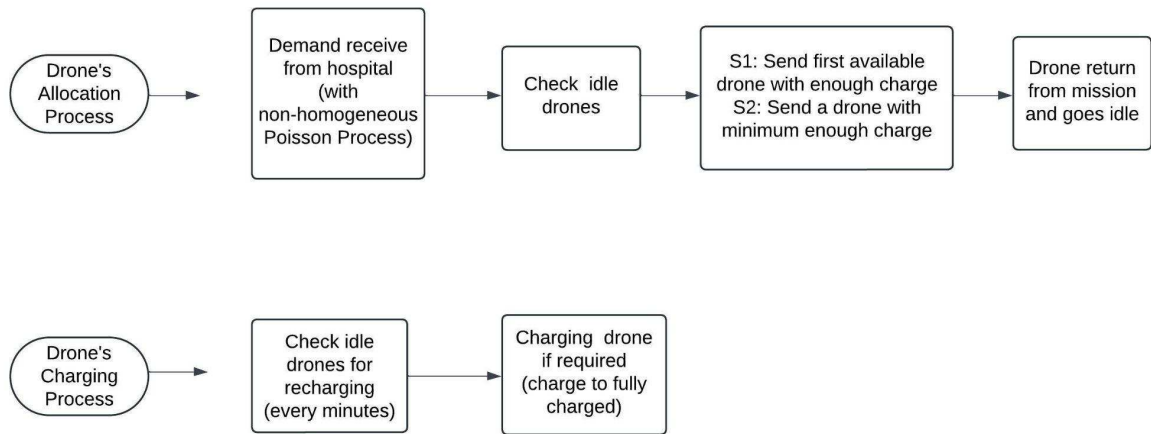 Drone's
Allocation
Process
Demand receive
from hospital
(with
non-homogeneous
Poisson Process)
Check idle
drones
S1: Send first available
drone with enough charge
S2: Send a drone with
minimum enough charge
Drone return
from mission
and goes idle
Drone's
Charging
Process
Check idle
drones for
recharging
(every minutes)
Charging drone
if required
(charge to fully
charged)